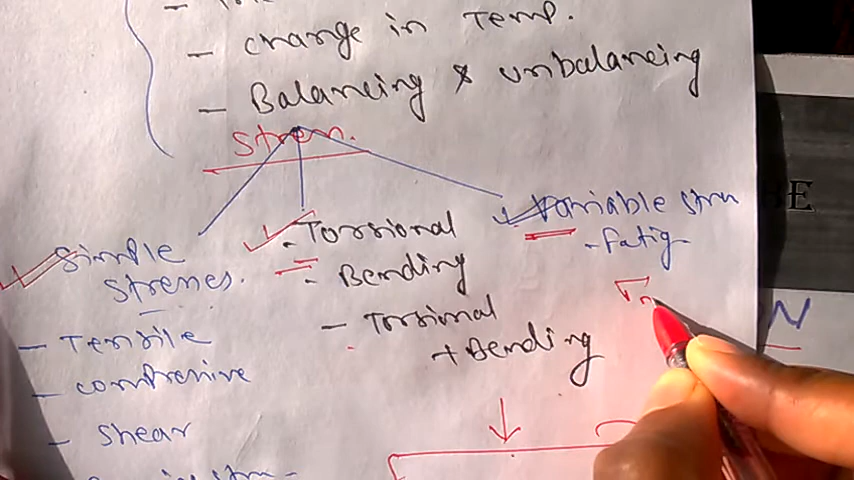 - change in Temp.
- Balancing & unbalancing
stress.
Simple stresses.
- Tensile
- compressive
- shear
- Torsional
- Bending
- Torsional + Bending
Variable stress
- fatig
N